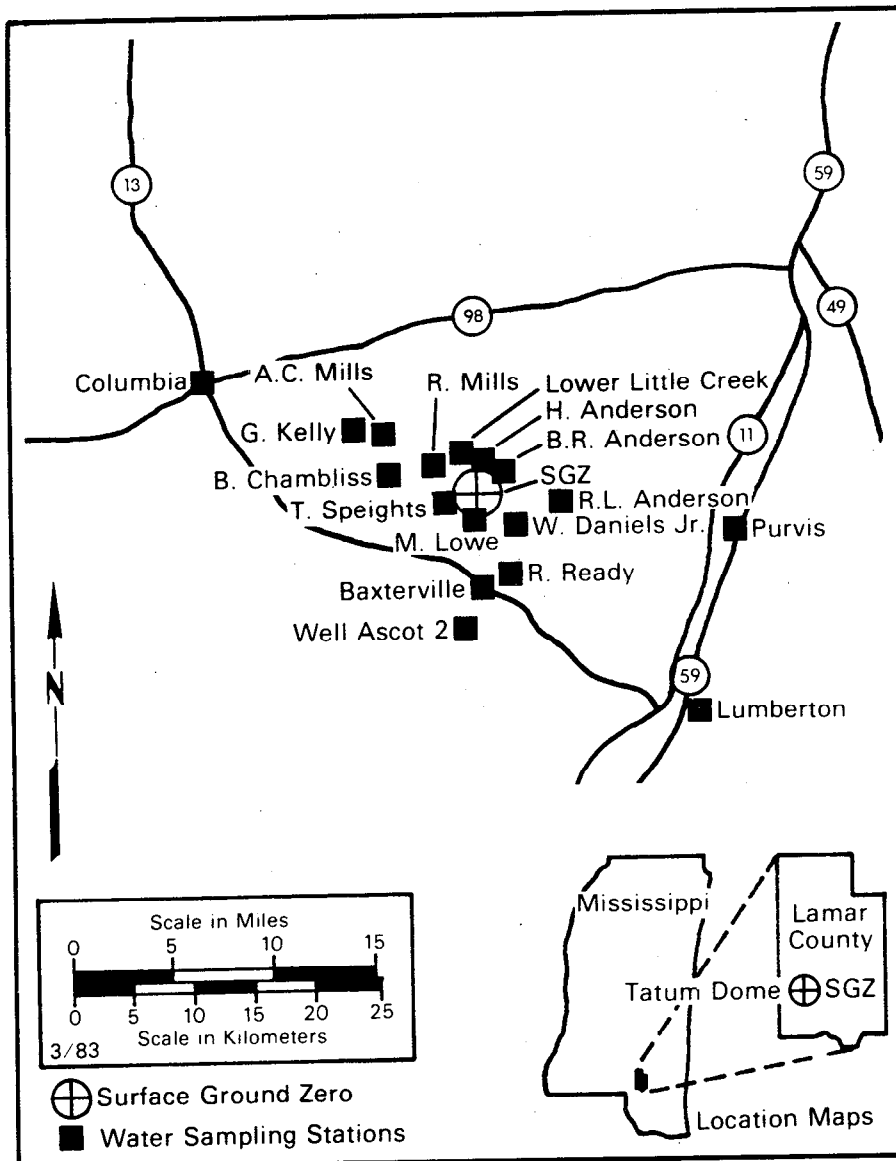 13
59
98
49
Columbia
A.C. Mills
R. Mills
Lower Little Creek
H. Anderson
G. Kelly
B.R. Anderson
11
B. Chambliss
SGZ
T. Speights
R.L. Anderson
M. Lowe
W. Daniels Jr.
Purvis
Baxterville
R. Ready
Well Ascot 2
N
59
Lumberton
Scale in Miles
0 5 10 15
0 5 10 15 20 25
Scale in Kilometers
3/83
Mississippi
Lamar
County
Tatum Dome
SGZ
Location Maps
Surface Ground Zero
Water Sampling Stations